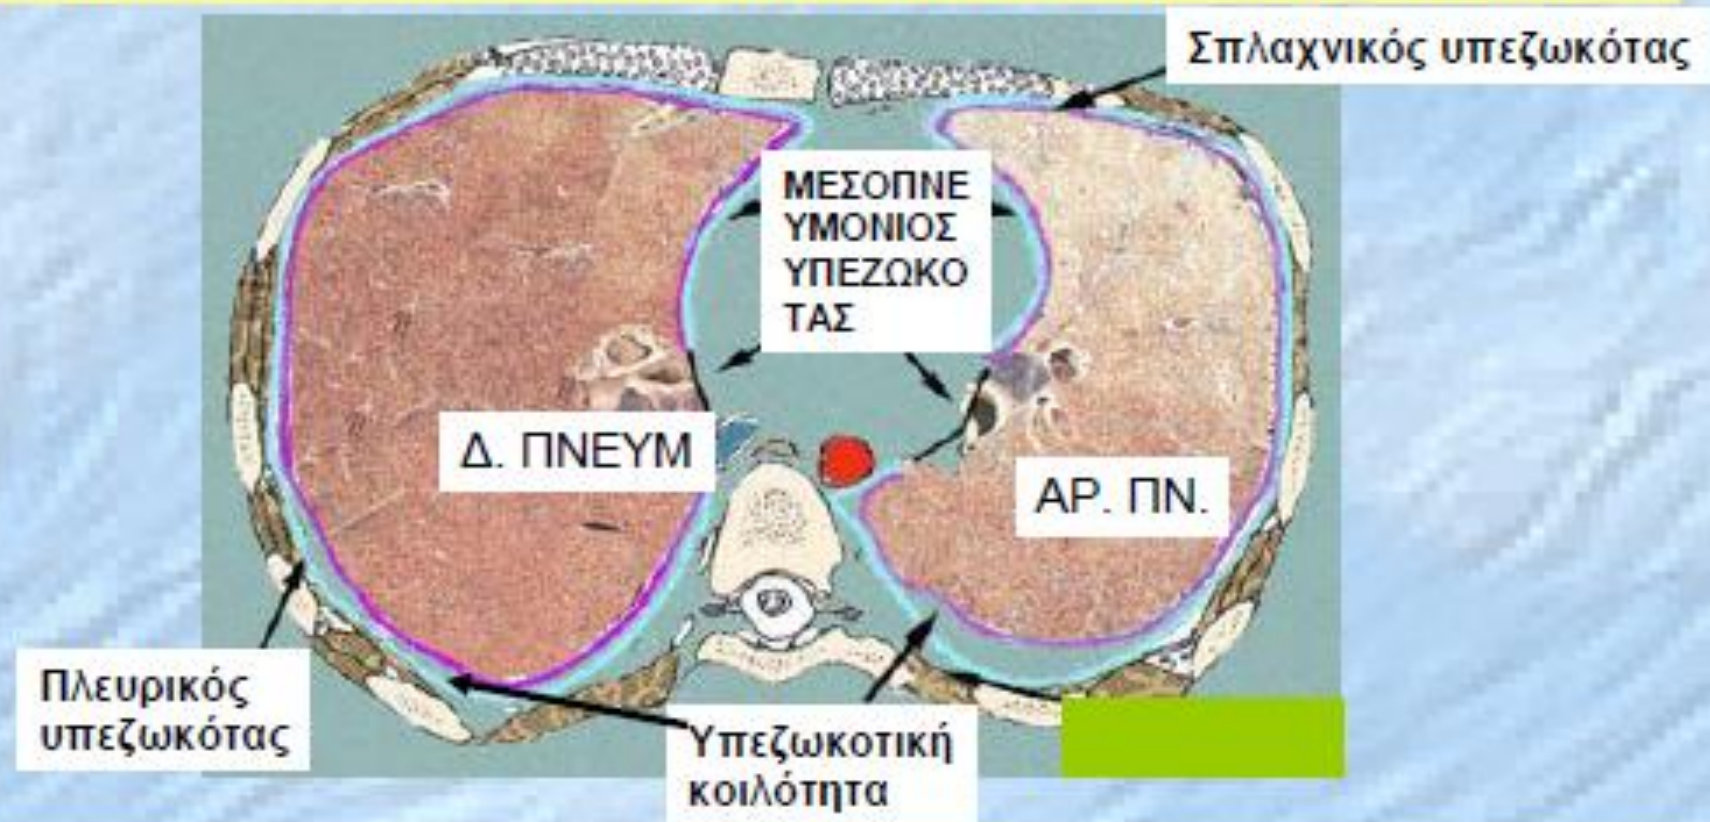 Σπλαχνικός υπεζωκότας
ΜΕΣΟΠΝΕ
ΥΜΟΝΙΟΣ
ΥΠΕΖΩΚΟ
ΤΑΣ
Δ. ΠΝΕΥΜ
ΑΡ. ΠΝ.
Πλευρικός
υπεζωκότας
Υπεζωκοτική
κοιλότητα